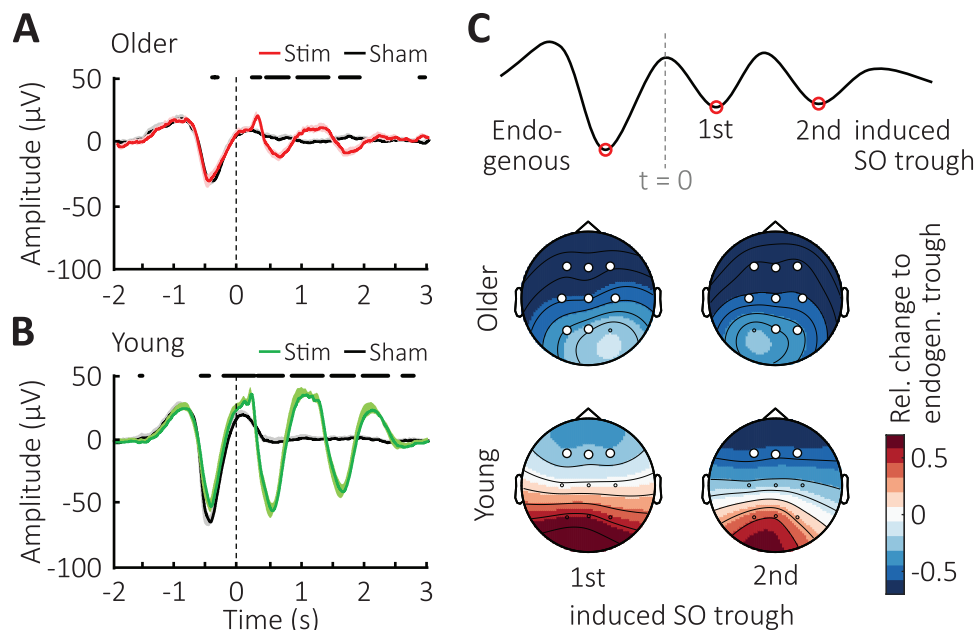 A
Older
Stim
Sham
Amplitude (µV)
50
0
-50
-100
-2
-1
0
1
2
3
B
Young
Stim
Sham
Amplitude (µV)
50
0
-50
-100
-2
-1
0
1
2
3
Time (s)
C
Endo-
genous
t = 0
1st
2nd
induced
SO trough
Older
Young
1st
2nd
induced SO trough
Rel. change to
endogen. trough
0.5
0
-0.5